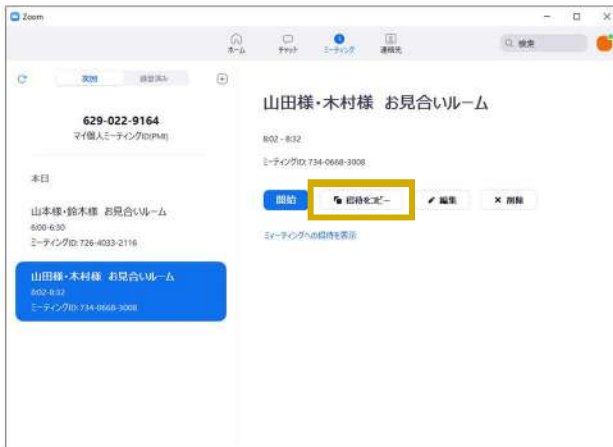 Zoom
ホーム
チャット
ミーティング
連絡先
検索
次回
録画済み
629-022-9164
マイ個人ミーティングID(PMI)
本日
山本様・鈴木様 お見合いルーム
6:00-6:30
ミーティングID: 726-4033-2116
山田様・木村様 お見合いルーム
8:02-8:32
ミーティングID: 734-0668-3008
山田様・木村様 お見合いルーム
8:02 - 8:32
ミーティングID: 734-0668-3008
開始
招待をコピー
編集
削除
ミーティングへの招待を表示